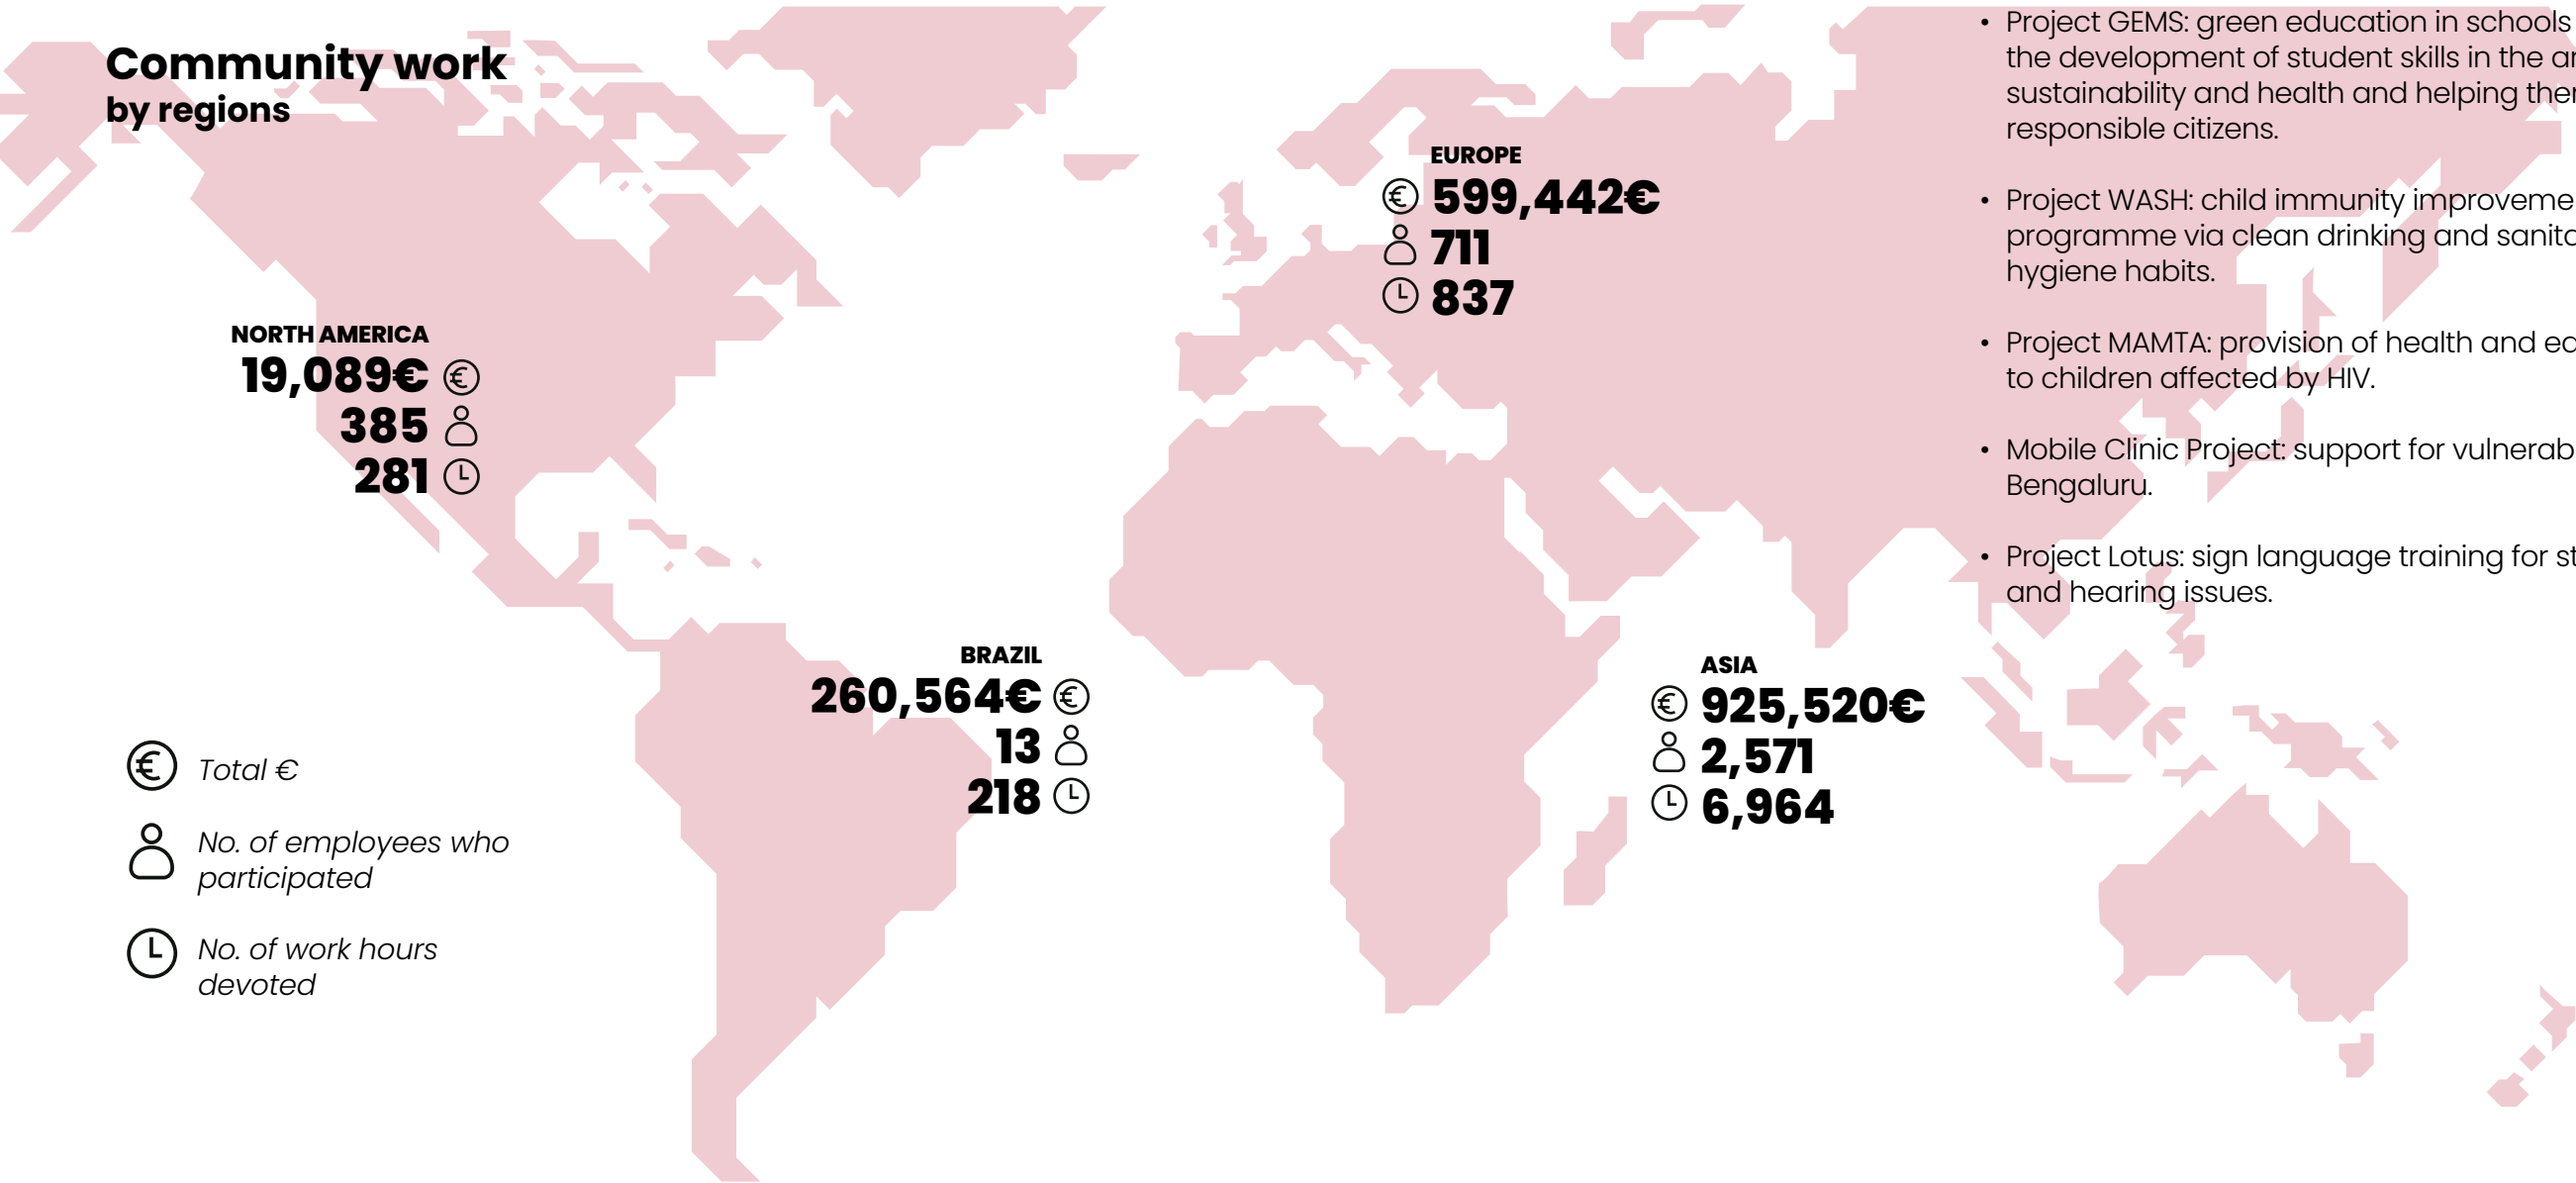 Community work
by regions
NORTH AMERICA
19,089€
385
281
EUROPE
599,442€
711
837
BRAZIL
260,564€
13
218
ASIA
925,520€
2,571
6,964
Total €
No. of employees who
participated
No. of work hours
devoted
• Project GEMS: green education in schools
the development of student skills in the
sustainability and health and helping
responsible citizens.
• Project WASH: child immunity
programme via clean drinking and
hygiene habits.
• Project MAMTA: provision of health and
to children affected by HIV.
• Mobile Clinic Project: support for
Bengaluru.
• Project Lotus: sign language training for
and hearing issues.